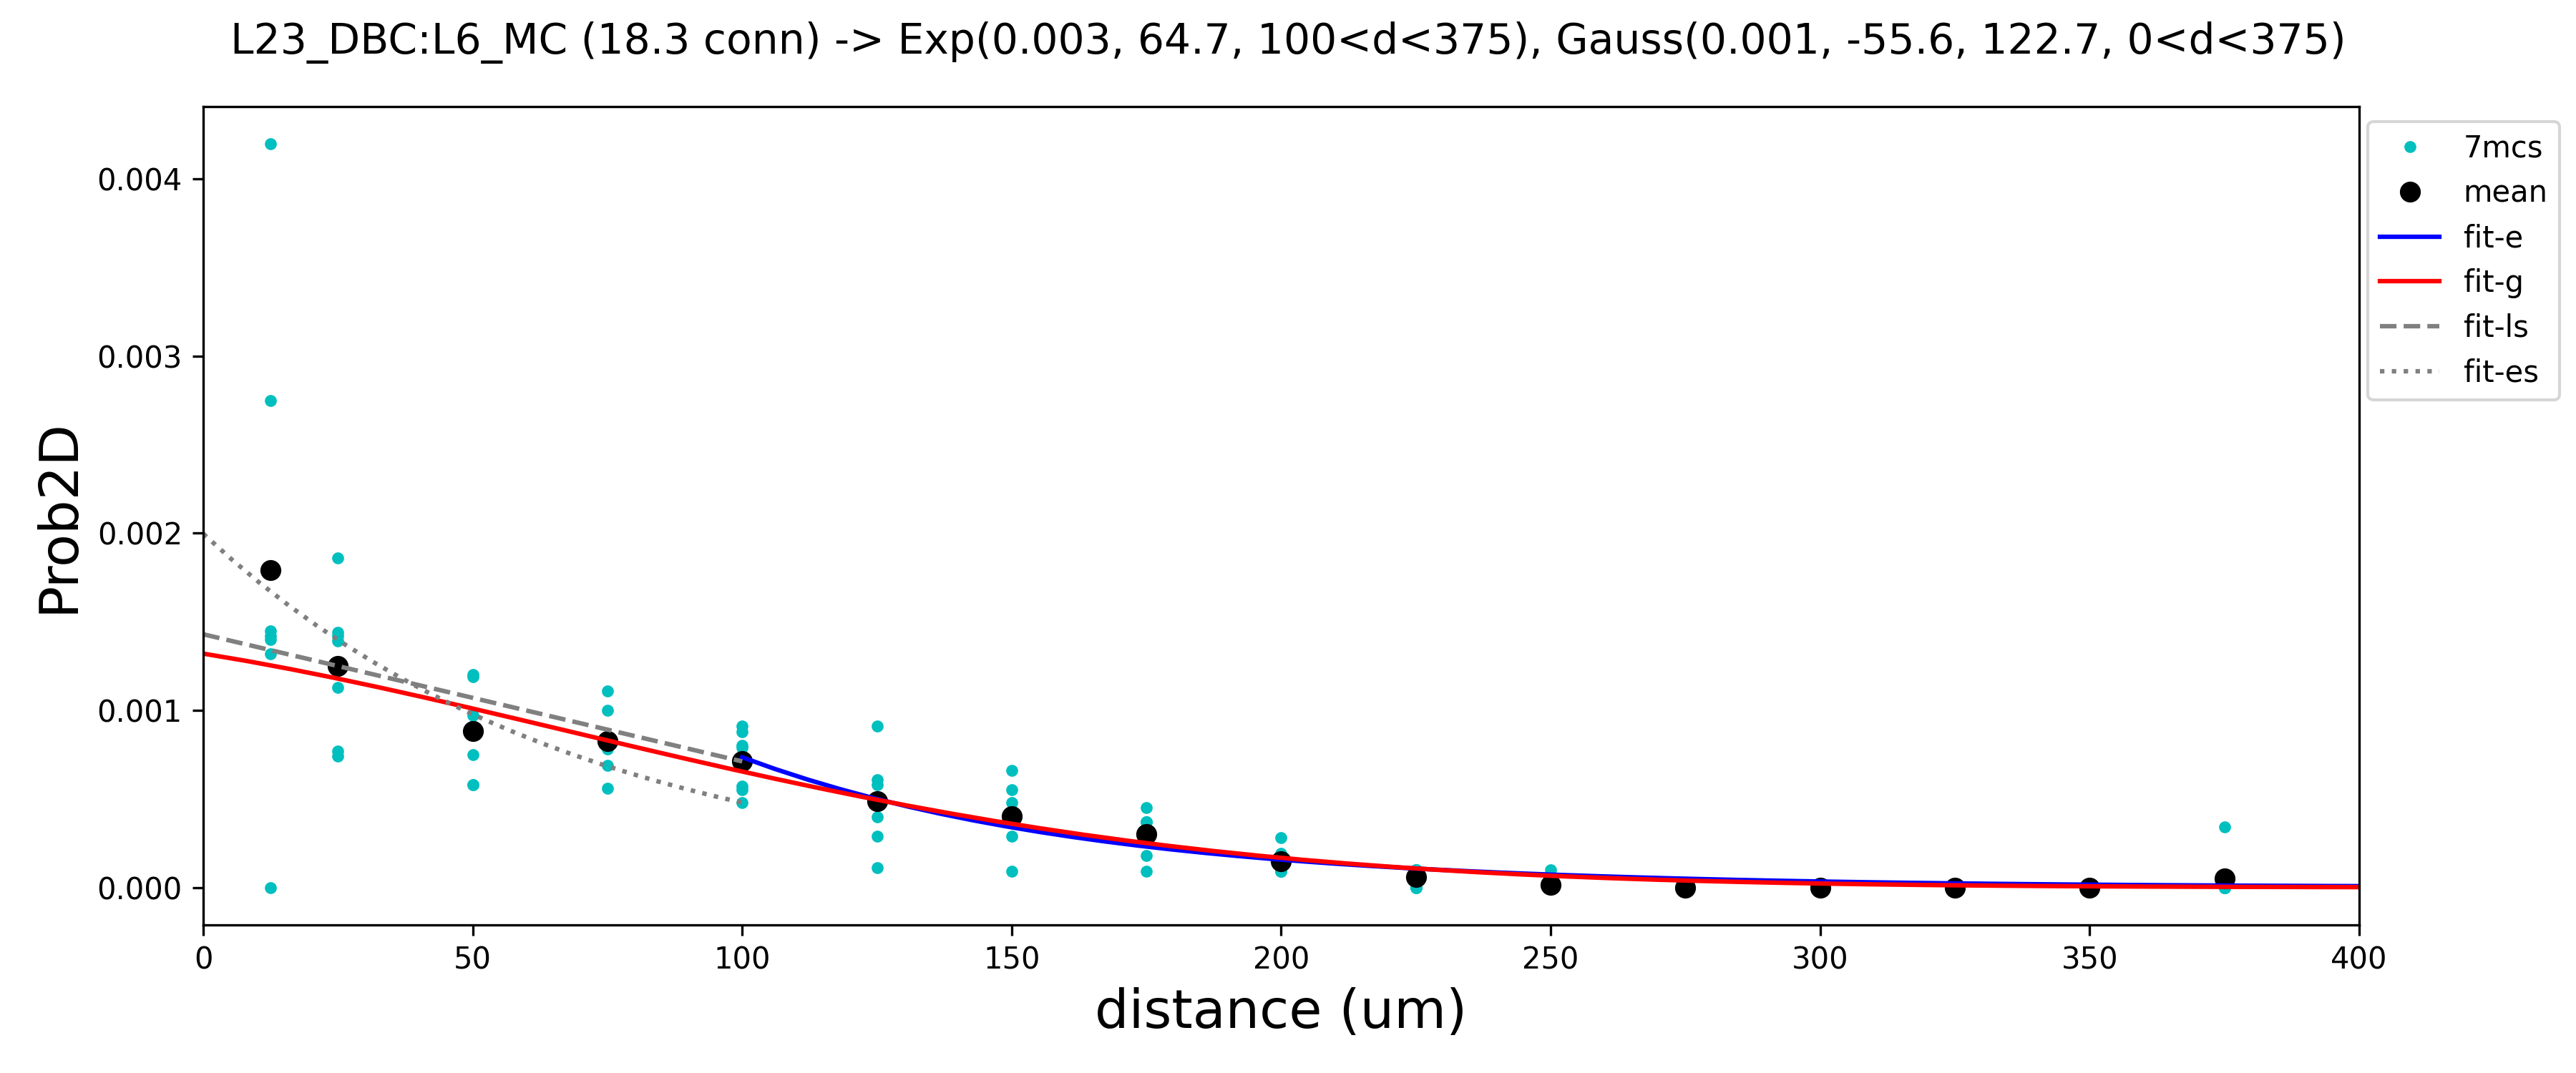 L23_DBC:L6_MC (18.3 conn) -> Exp(0.003, 64.7, 100<d<375), Gauss(0.001, -55.6, 122.7, 0<d<375)
7mcs
mean
fit-e
fit-g
fit-ls
fit-es
Prob2D
0.004
0.003
0.002
0.001
0.000
0 50 100 150 200 250 300 350 400
distance (um)